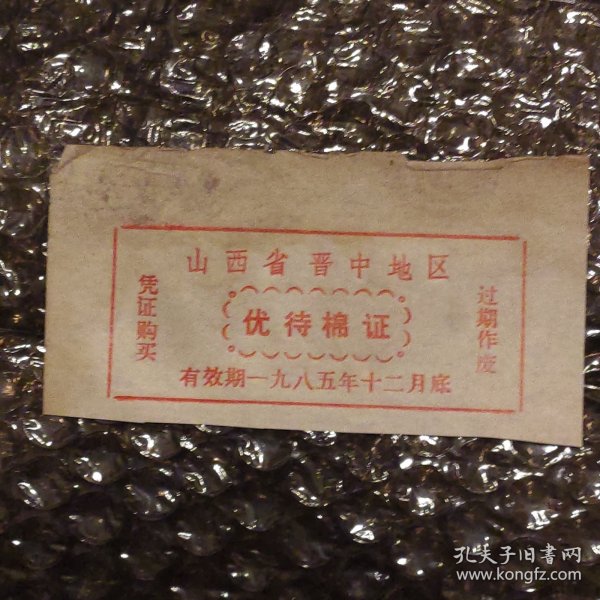 山西省晋中地区
凭证购买
优待棉证
过期作废
有效期一九八五年十二月底
孔夫子旧書网
www.kongfz.com